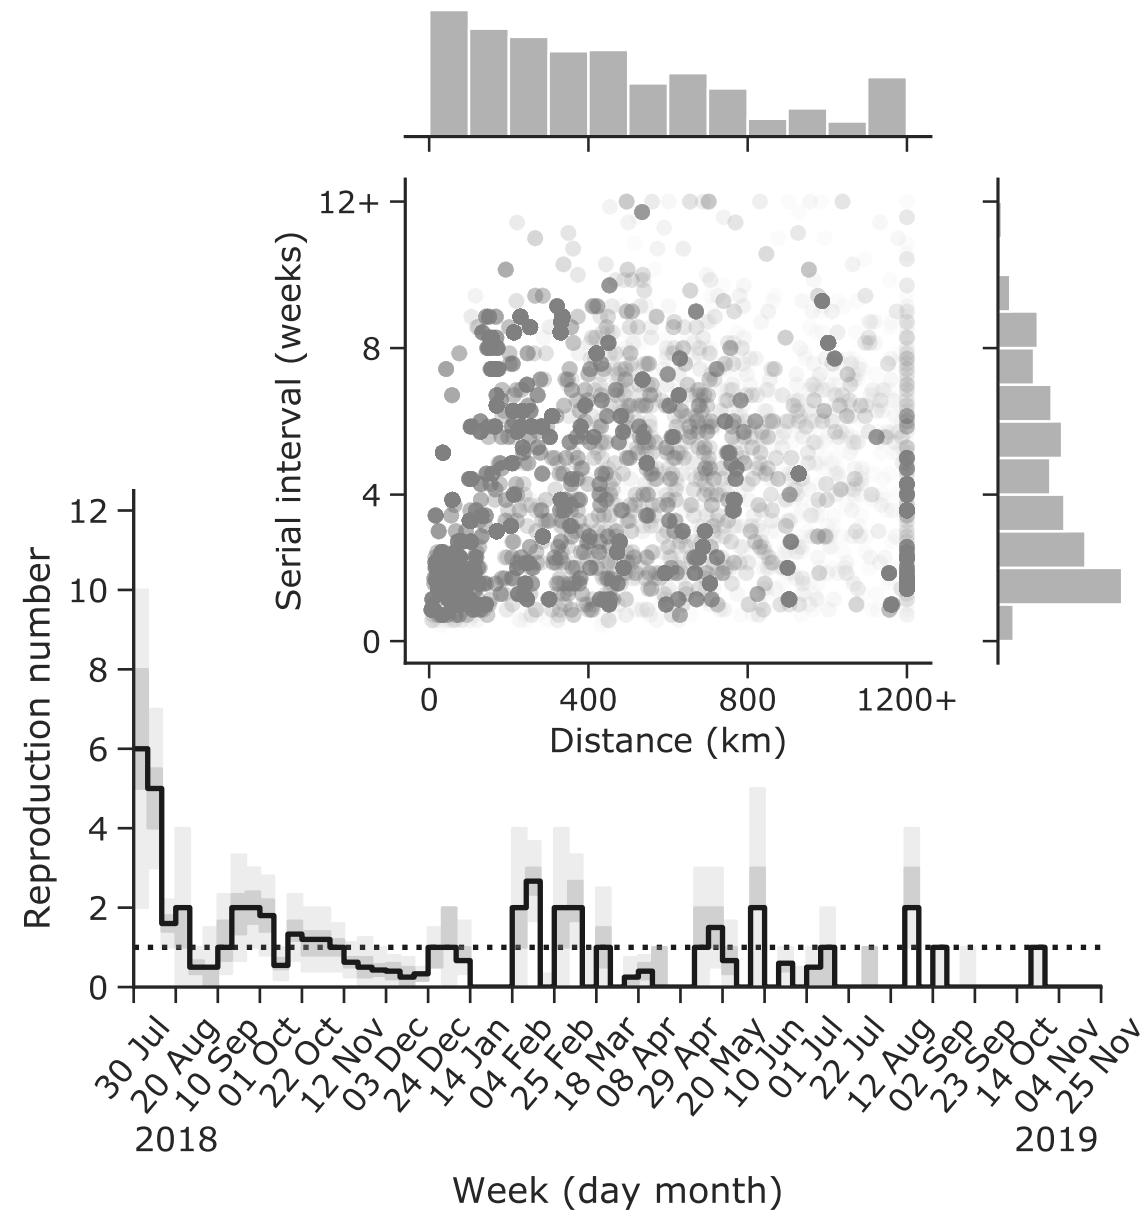 12+
8
4
0
Serial interval (weeks)
0 400 800 1200+
Distance (km)
12
10
8
6
4
2
0
Reproduction number
30 Jul
20 Aug
10 Sep
01 Oct
22 Oct
12 Nov
03 Dec
24 Dec
14 Jan
04 Feb
25 Feb
18 Mar
08 Apr
29 Apr
20 May
10 Jun
01 Jul
22 Jul
12 Aug
02 Sep
23 Sep
14 Oct
04 Nov
25 Nov
2018 2019
Week (day month)